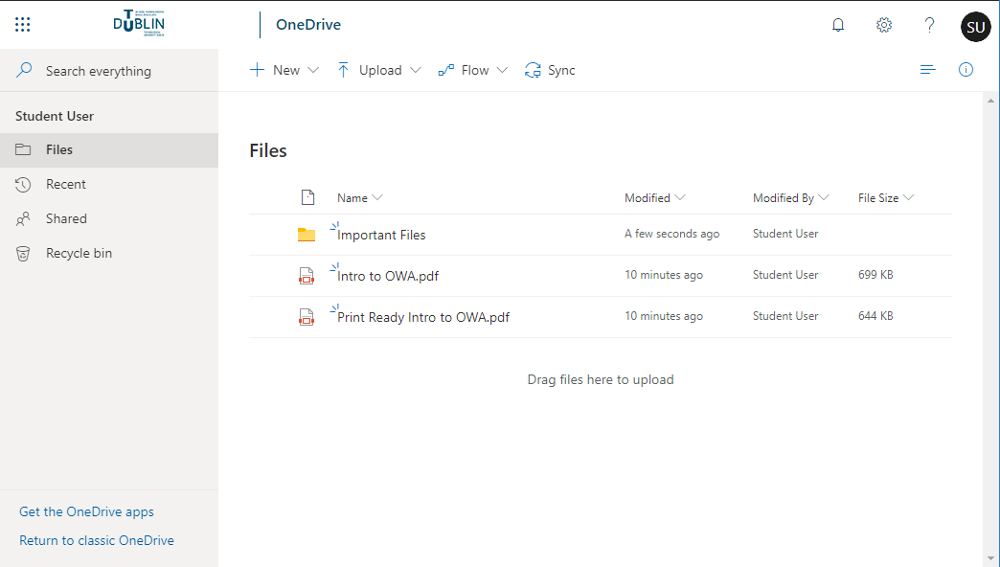 TU DUBLIN
OneDrive
SU
Search everything
New Upload Flow Sync
Student User
Files
Recent
Shared
Recycle bin
Get the OneDrive apps
Return to classic OneDrive
Files
Name Modified Modified By File Size
Important Files A few seconds ago Student User
Intro to OWA.pdf 10 minutes ago Student User 699 KB
Print Ready Intro to OWA.pdf 10 minutes ago Student User 644 KB
Drag files here to upload